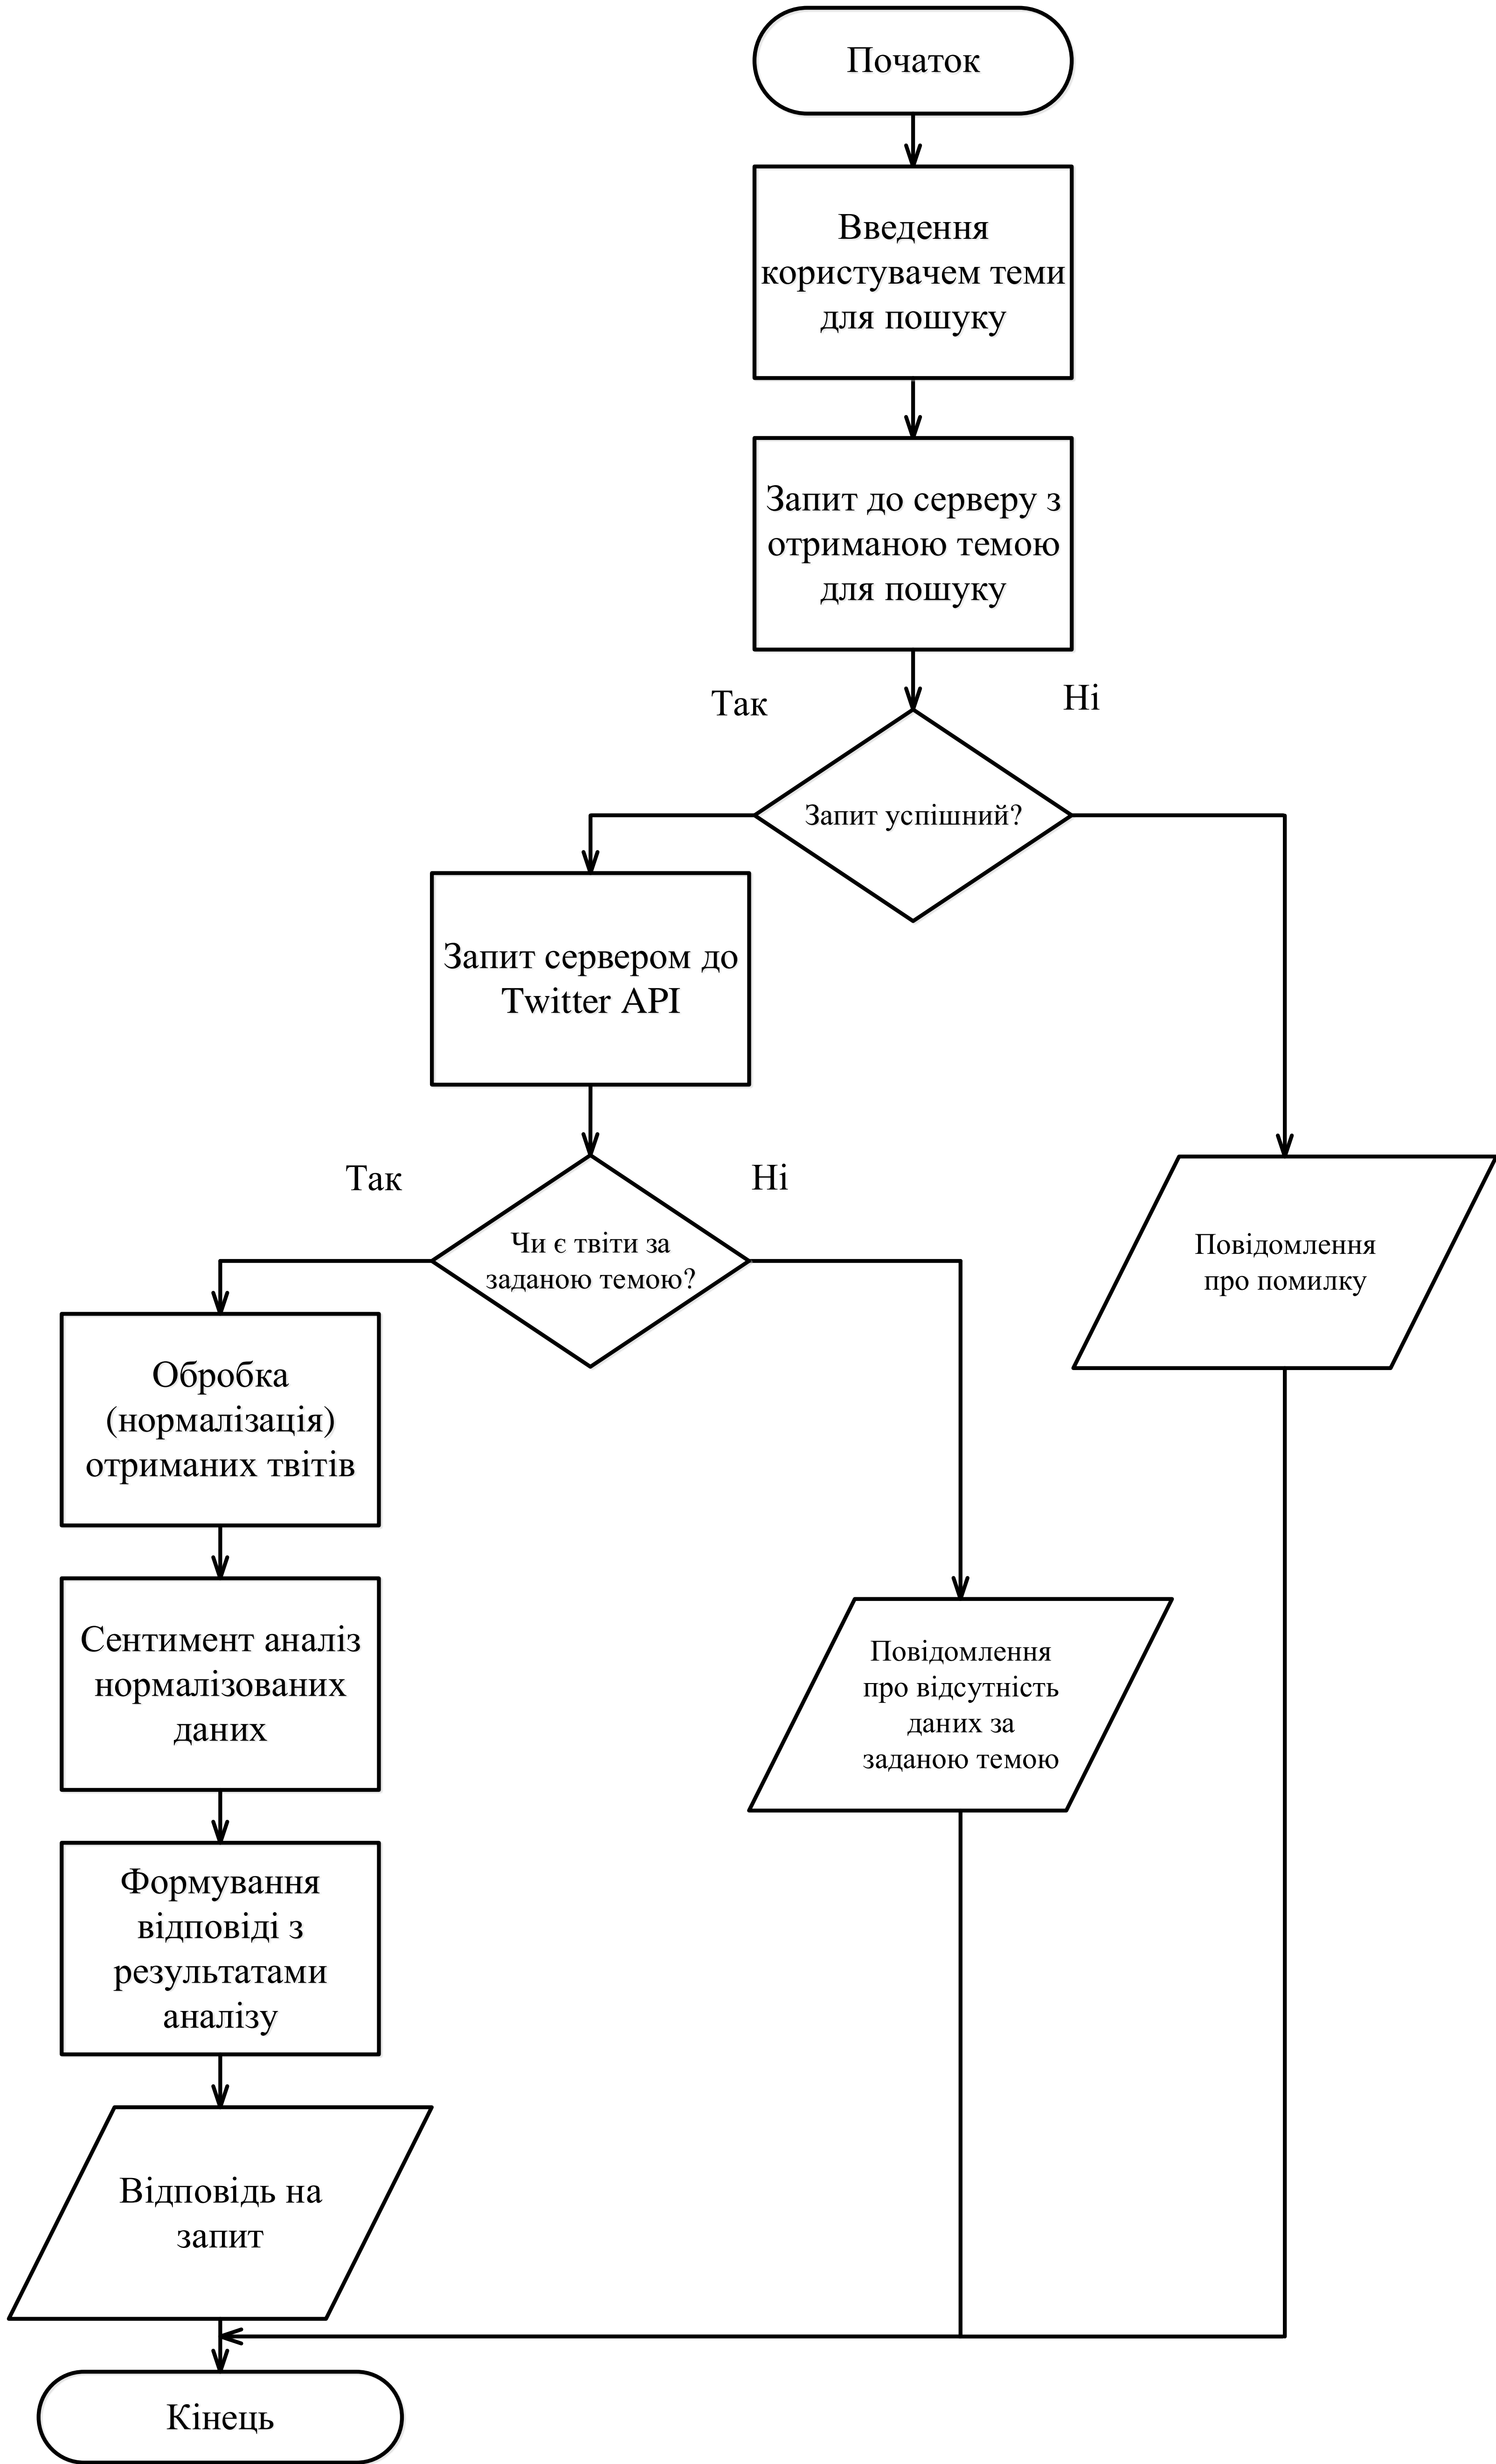 Початок
Введення
користувачем теми
для пошуку
Запит до серверу з
отриманою темою
для пошуку
Так
Ні
Запит успішний?
Запит сервером до
Twitter API
Так
Ні
Чи є твіти за
заданою темою?
Повідомлення
про помилку
Обробка
(нормалізація)
отриманих твітів
Сентимент аналіз
нормалізованих
даних
Повідомлення
про відсутність
даних за
заданою темою
Формування
відповіді з
результатами
аналізу
Відповідь на
запит
Кінець